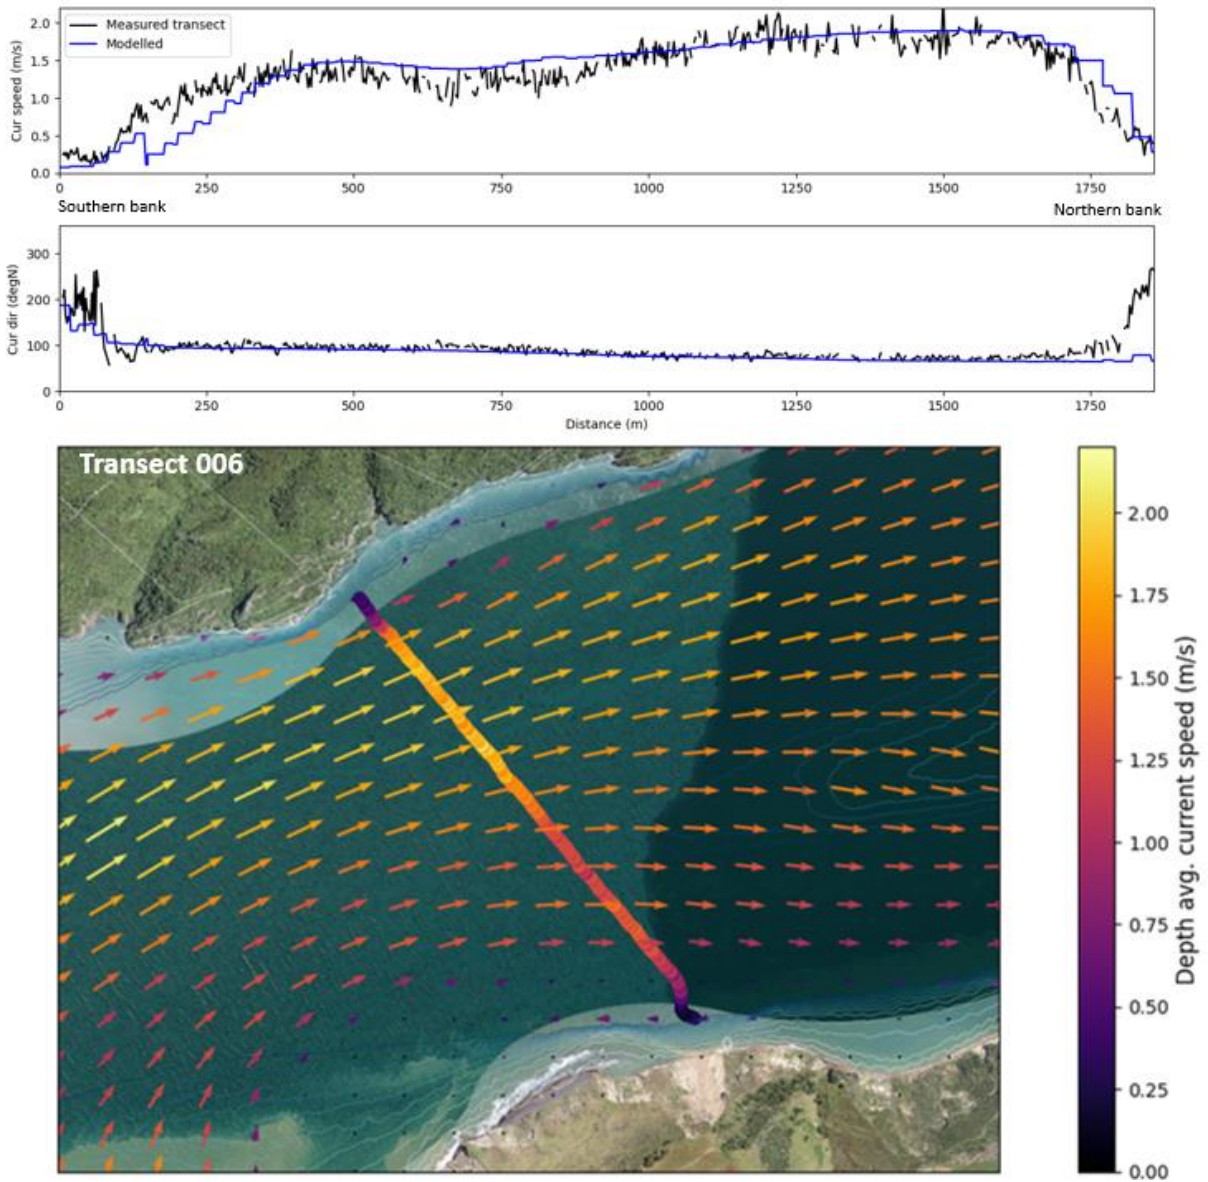 2.0
1.5
1.0
0.5
0.0
Cur speed (m/s)
Measured transect
Modelled
0 250 500 750 1000 1250 1500 1750
Southern bank Northern bank
300
200
100
0
Cur dir (degN)
0 250 500 750 1000 1250 1500 1750
Distance (m)
Transect 006
2.00
1.75
1.50
1.25
1.00
0.75
0.50
0.25
0.00
Depth avg. current speed (m/s)